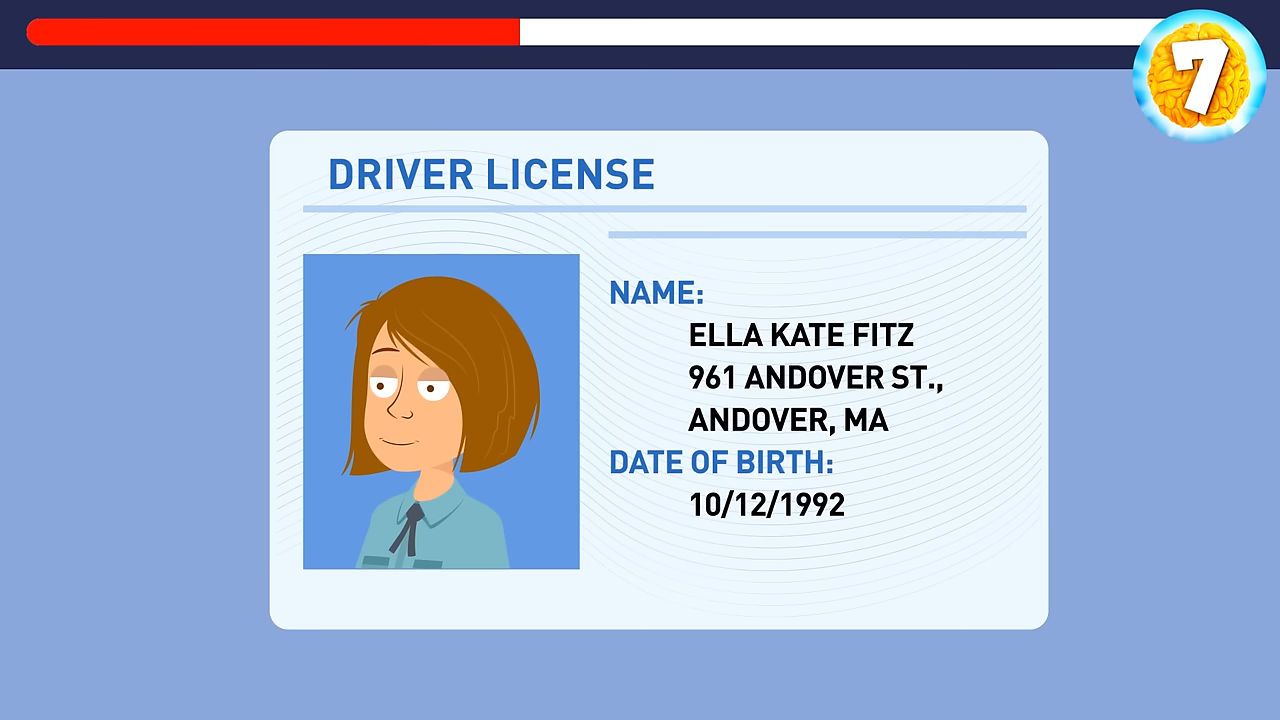 7
DRIVER LICENSE
NAME:
ELLA KATE FITZ
961 ANDOVER ST.,
ANDOVER, MA
DATE OF BIRTH:
10/12/1992